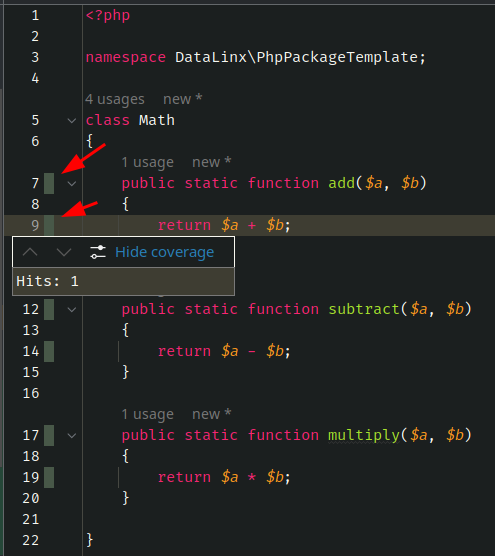 1 <?php
2
3 namespace DataLinx\PhpPackageTemplate;
4
4 usages new *
5 class Math
6 {
1 usage new *
7 public static function add($a, $b)
8 {
9 return $a + $b;
Hide coverage
Hits: 1
12 public static function subtract($a, $b)
13 {
14 return $a - $b;
15 }
16
1 usage new *
17 public static function multiply($a, $b)
18 {
19 return $a * $b;
20 }
21
22 }